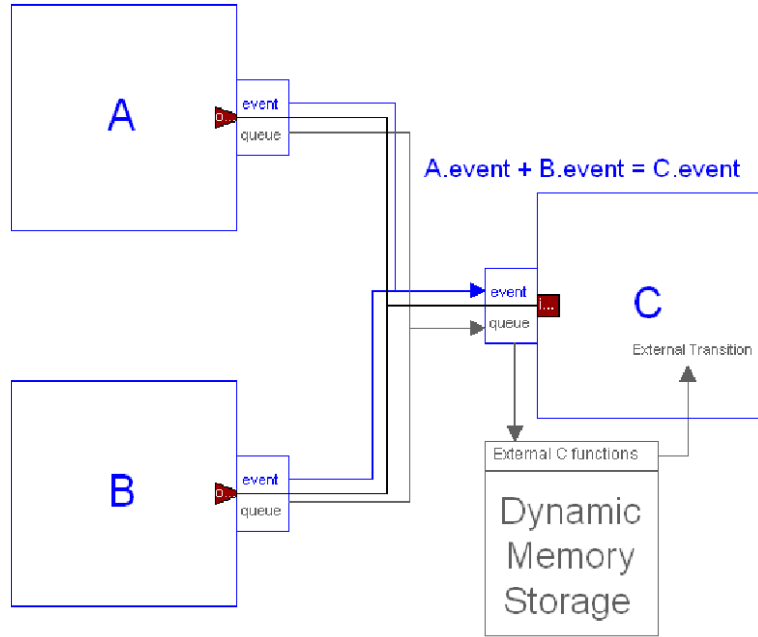 A
o...
event
queue
A.event + B.event = C.event
event
i...
queue
C
External Transition
B
o...
event
queue
External C functions
Dynamic
Memory
Storage